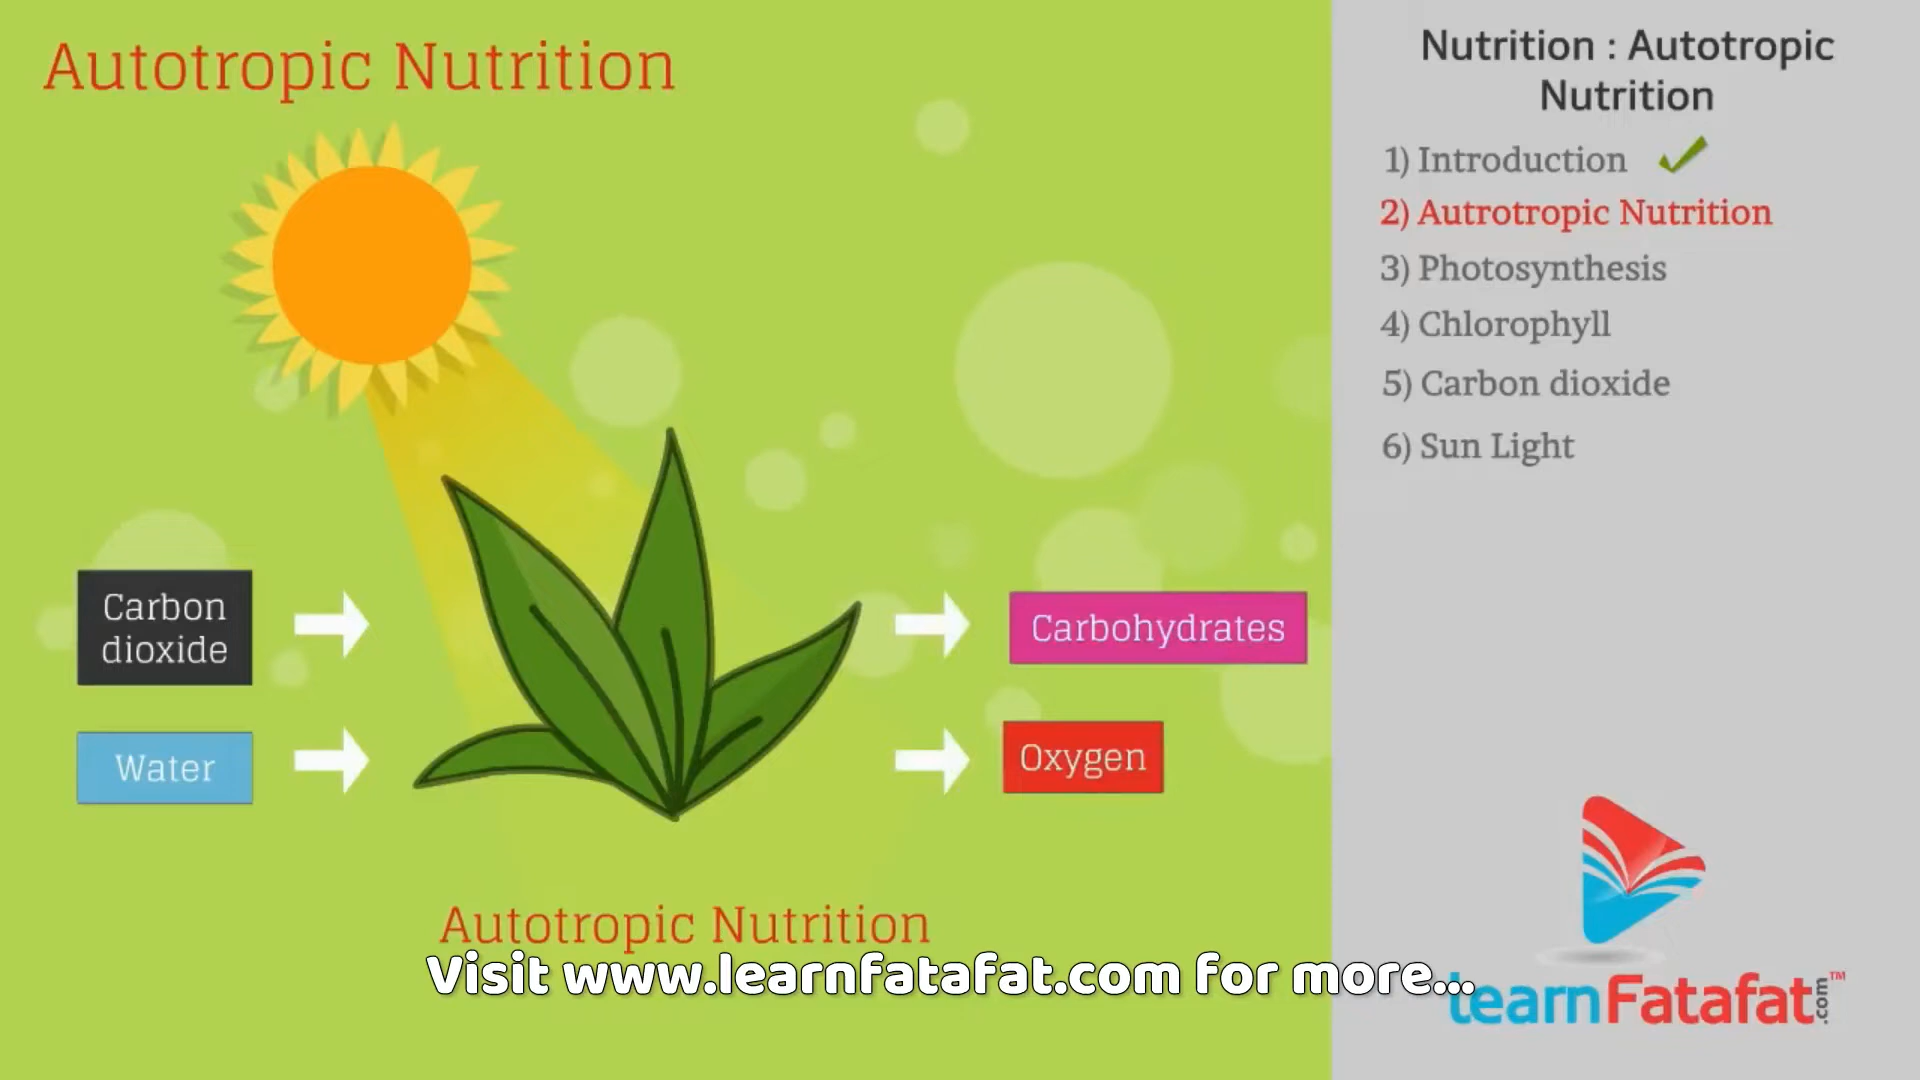 Autotropic Nutrition
Carbon
dioxide
Water
Carbohydrates
Oxygen
Autotropic Nutrition
Visit www.learnfatafat.com for more...
Nutrition : Autotropic
Nutrition
1) Introduction
2) Autrotropic Nutrition
3) Photosynthesis
4) Chlorophyll
5) Carbon dioxide
6) Sun Light
learnFatafat.com™